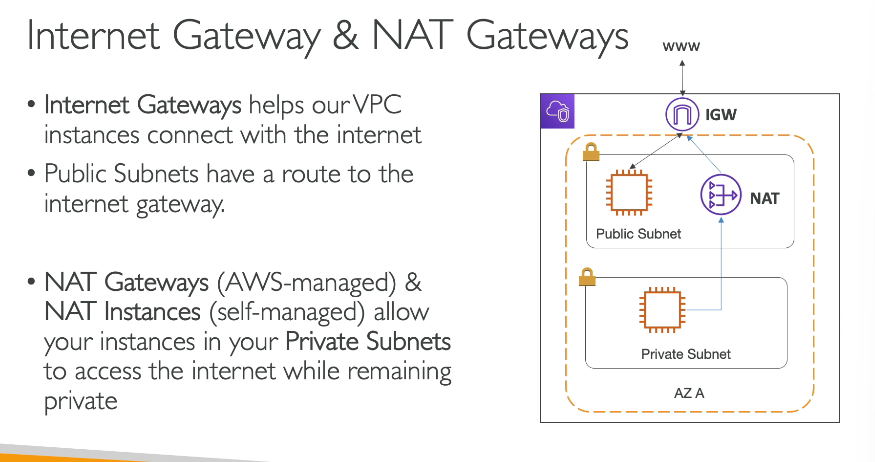 Internet Gateway & NAT Gateways
• Internet Gateways helps our VPC
instances connect with the internet
• Public Subnets have a route to the
internet gateway.
• NAT Gateways (AWS-managed) &
NAT Instances (self-managed) allow
your instances in your Private Subnets
to access the internet while remaining
private
www
IGW
NAT
Public Subnet
Private Subnet
AZ A